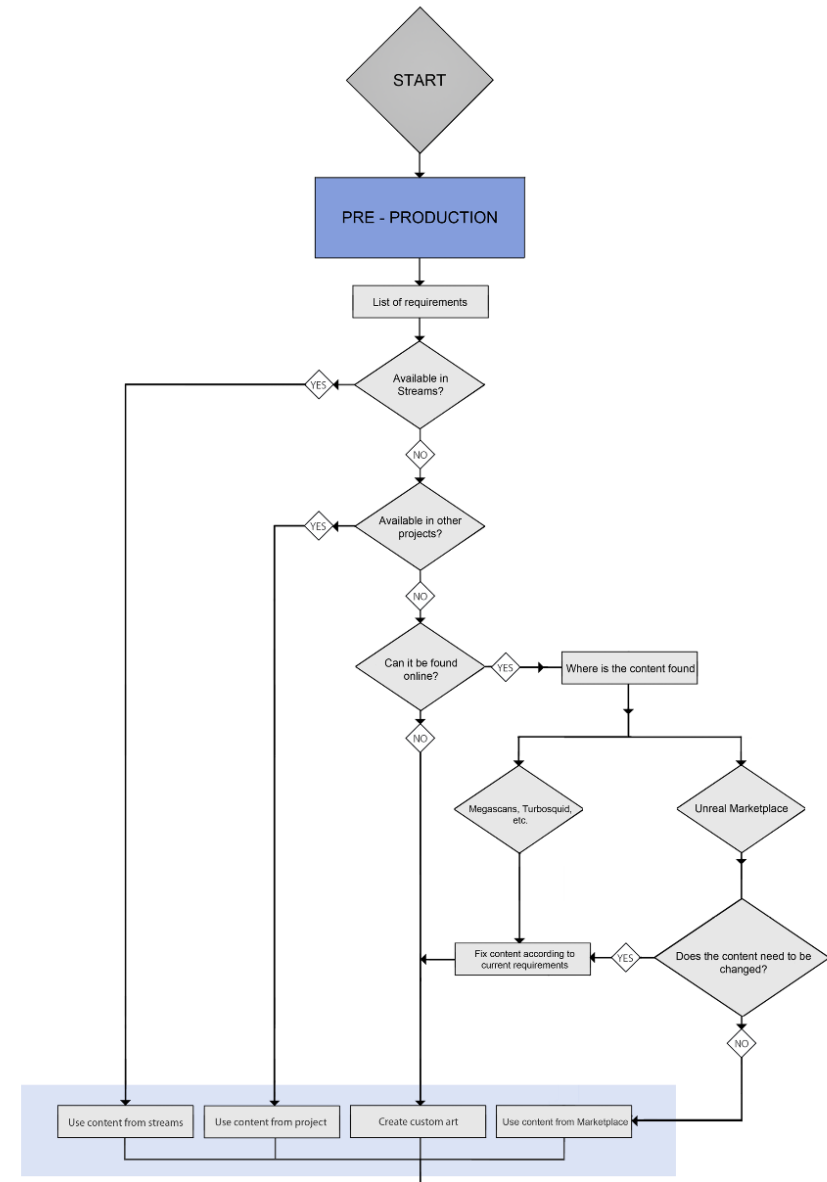 START
PRE - PRODUCTION
List of requirements
Available in
Streams?
YES
NO
Available in other
projects?
YES
NO
Can it be found
online?
YES
Where is the content found
NO
Megascans, Turbosquid,
etc.
Unreal Marketplace
Fix content according to
current requirements
YES
Does the content need to be
changed?
NO
Use content from streams
Use content from project
Create custom art
Use content from Marketplace